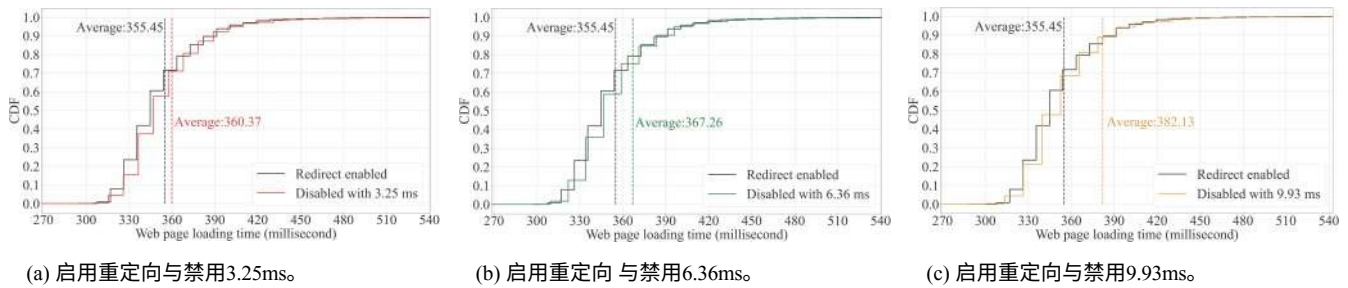 1.0
0.9
0.8
0.7
0.6
0.5
0.4
0.3
0.2
0.1
0.0
CDF
Average:355.45
Average:360.37
Redirect enabled
Disabled with 3.25 ms
270 300 330 360 390 420 450 480 510 540
Web page loading time (millisecond)
(a) 启用重定向与禁用3.25ms。
1.0
0.9
0.8
0.7
0.6
0.5
0.4
0.3
0.2
0.1
0.0
CDF
Average:355.45
Average:367.26
Redirect enabled
Disabled with 6.36 ms
270 300 330 360 390 420 450 480 510 540
Web page loading time (millisecond)
(b) 启用重定向 与禁用6.36ms。
1.0
0.9
0.8
0.7
0.6
0.5
0.4
0.3
0.2
0.1
0.0
CDF
Average:355.45
Average:382.13
Redirect enabled
Disabled with 9.93 ms
270 300 330 360 390 420 450 480 510 540
Web page loading time (millisecond)
(c) 启用重定向与禁用9.93ms。